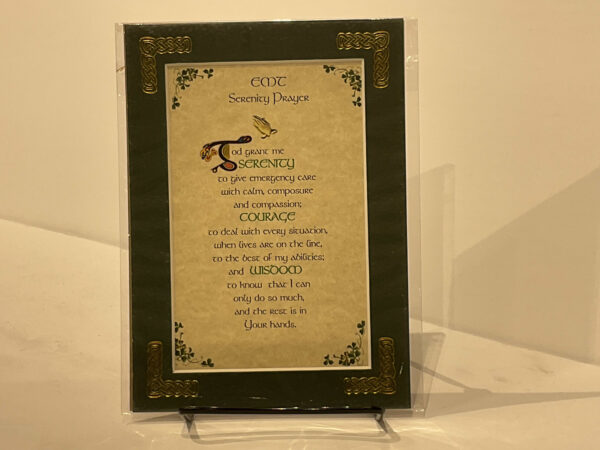 EMT
Serenity Prayer
God grant me
SERENITY
to give emergency care
with calm, composure
and compassion;
COURAGE
to deal with every situation,
when lives are on the line,
to the best of my abilities;
and WISDOM
to know that I can
only do so much,
and the rest is in
Your hands.